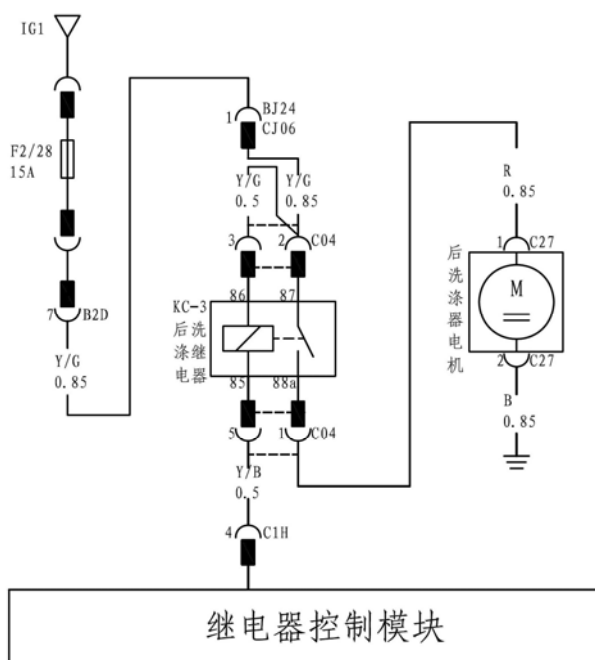 IG1
F2/28
15A
7 B2D
Y/G
0.85
1 BJ24
CJ06
Y/G
0.5
Y/G
0.85
3 2 C04
86 87
KC-3
后洗
涤继
电器
85 88a
5 1 C04
Y/B
0.5
4 C1H
R
0.85
1 C27
后洗涤器电机
M
2 C27
B
0.85
继电器控制模块